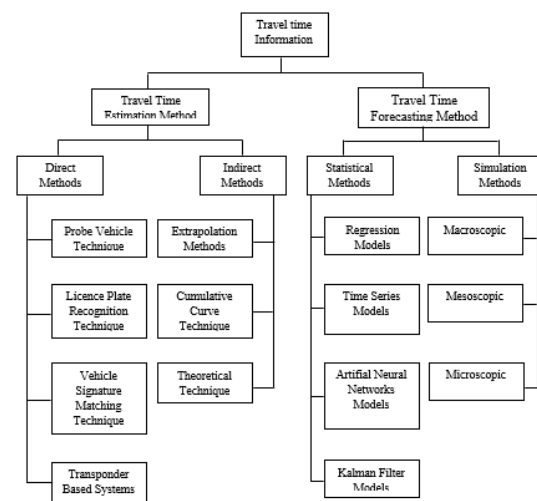 Travel time
Information
Travel Time
Estimation Method
Travel Time
Forecasting Method
Direct
Methods
Indirect
Methods
Statistical
Methods
Simulation
Methods
Probe Vehicle
Technique
Extrapolation
Methods
Regression
Models
Macroscopic
Licence Plate
Recognition
Technique
Cumulative
Curve
Technique
Time Series
Models
Mesoscopic
Vehicle
Signature
Matching
Technique
Theoretical
Technique
Artifial Neural
Networks
Models
Microscopic
Transponder
Based Systems
Kalman Filter
Models